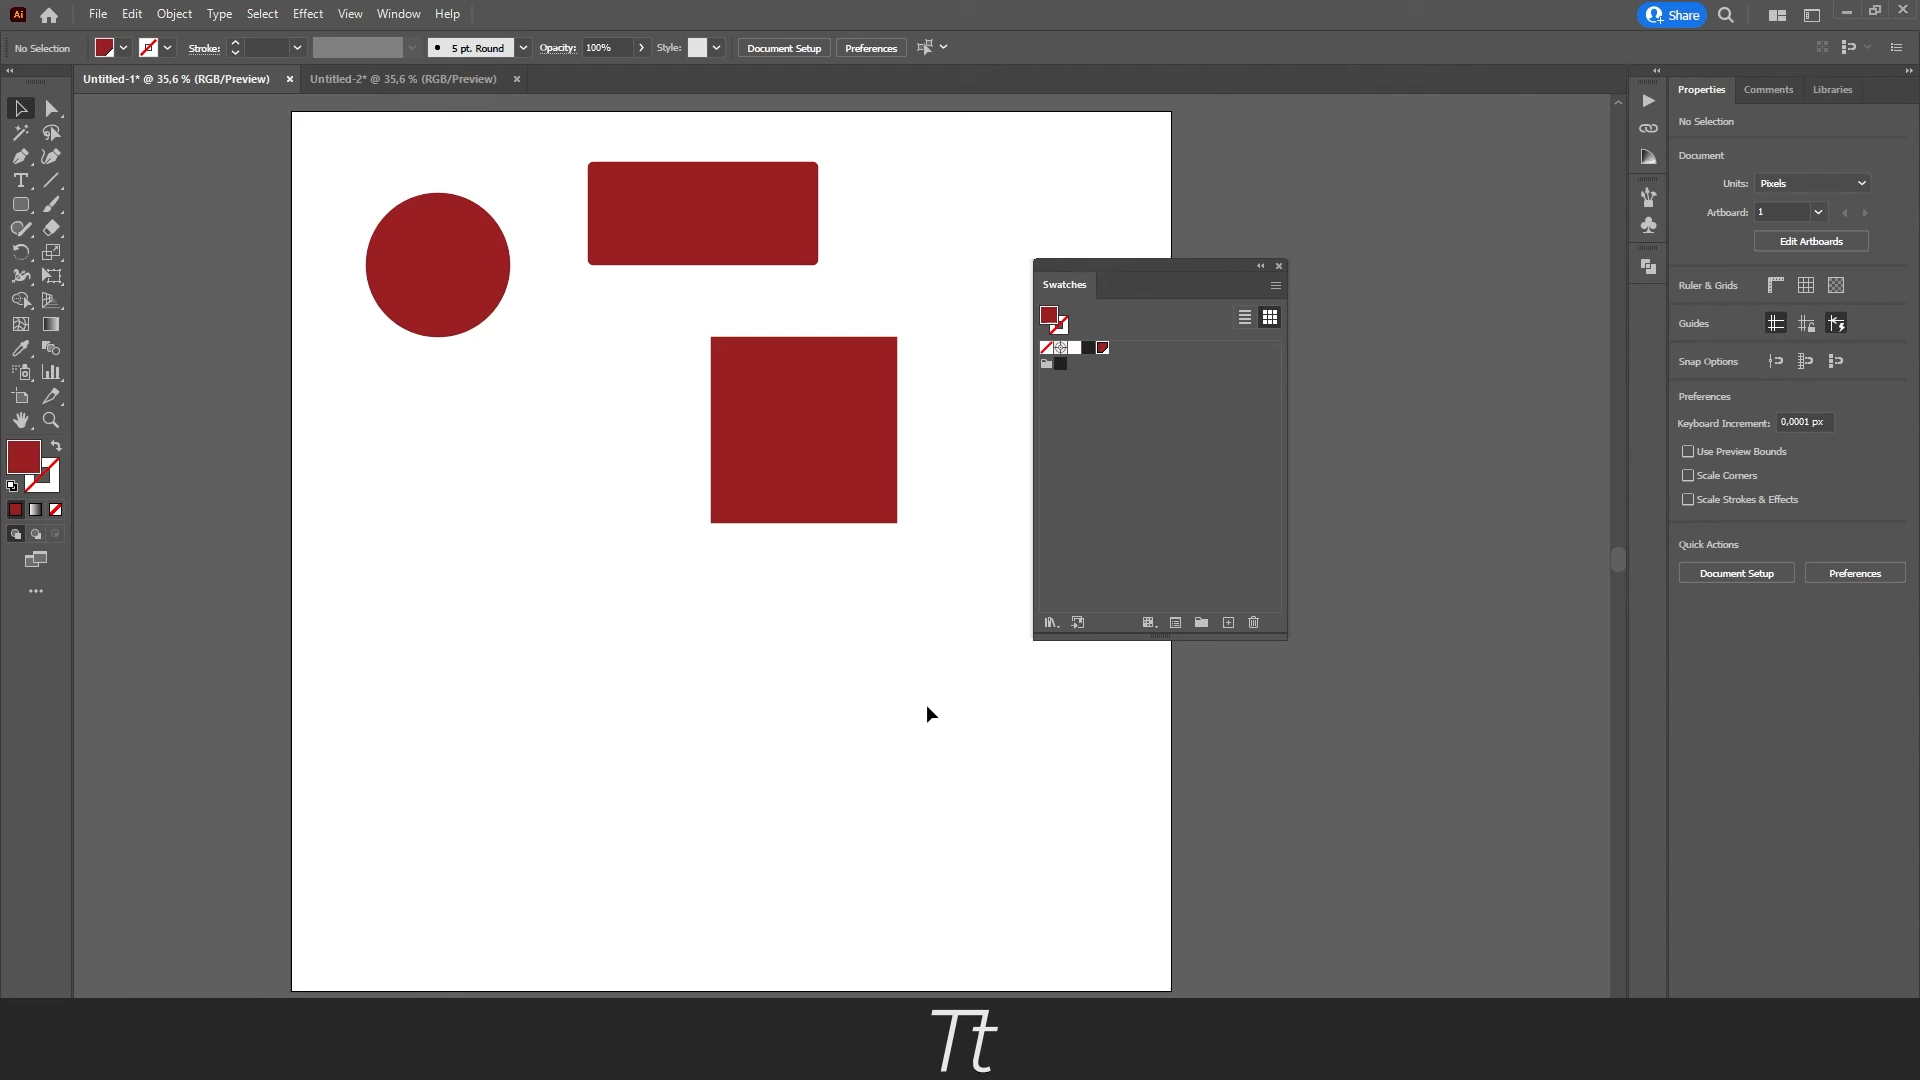 Ai File Edit Object Type Select Effect View Window Help Share
No Selection Stroke: 5 pt. Round Opacity: 100% Style: Document Setup Preferences
Untitled-1* @ 35,6 % (RGB/Preview) × Untitled-2* @ 35,6 % (RGB/Preview) ×
Properties Comments Libraries
No Selection
Document
Units: Pixels
Artboard: 1
Edit Artboards
Ruler & Grids
Guides
Snap Options
Preferences
Keyboard Increment: 0,0001 px
Use Preview Bounds
Scale Corners
Scale Strokes & Effects
Quick Actions
Document Setup Preferences
Swatches
Tt